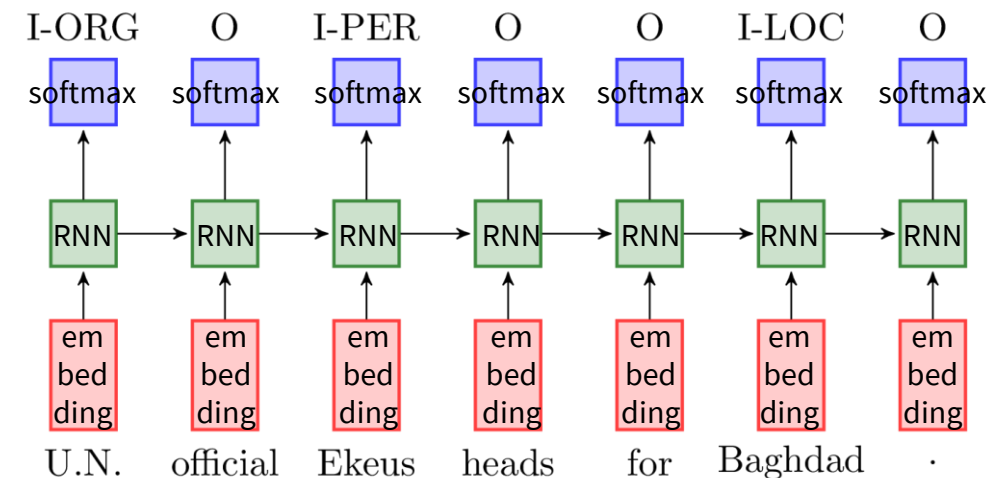 I-ORG O I-PER O O I-LOC O
softmax softmax softmax softmax softmax softmax softmax
RNN RNN RNN RNN RNN RNN RNN
em em em em em em em
bed bed bed bed bed bed bed
ding ding ding ding ding ding ding
U.N. official Ekeus heads for Baghdad .